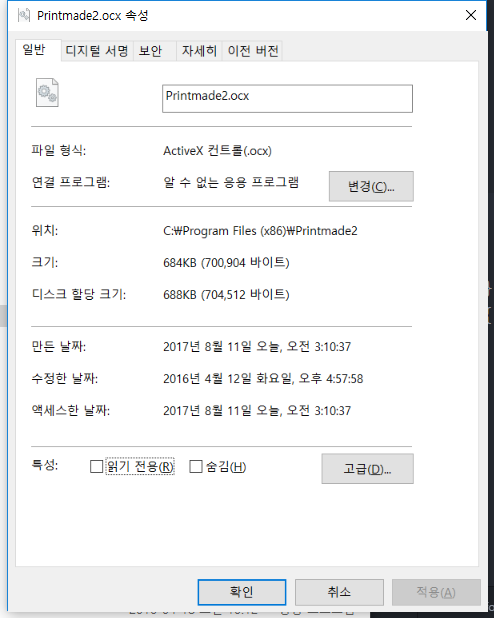 Printmade2.ocx 속성
일반 디지털 서명 보안 자세히 이전 버전
Printmade2.ocx
파일 형식: ActiveX 컨트롤(.ocx)
연결 프로그램: 알 수 없는 응용 프로그램 변경(C)...
위치: C:\Program Files (x86)\Printmade2
크기: 684KB (700,904 바이트)
디스크 할당 크기: 688KB (704,512 바이트)
만든 날짜: 2017년 8월 11일 오늘, 오전 3:10:37
수정한 날짜: 2016년 4월 12일 화요일, 오후 4:57:58
액세스한 날짜: 2017년 8월 11일 오늘, 오전 3:10:37
특성: 읽기 전용(R) 숨김(H) 고급(D)...
확인 취소 적용(A)